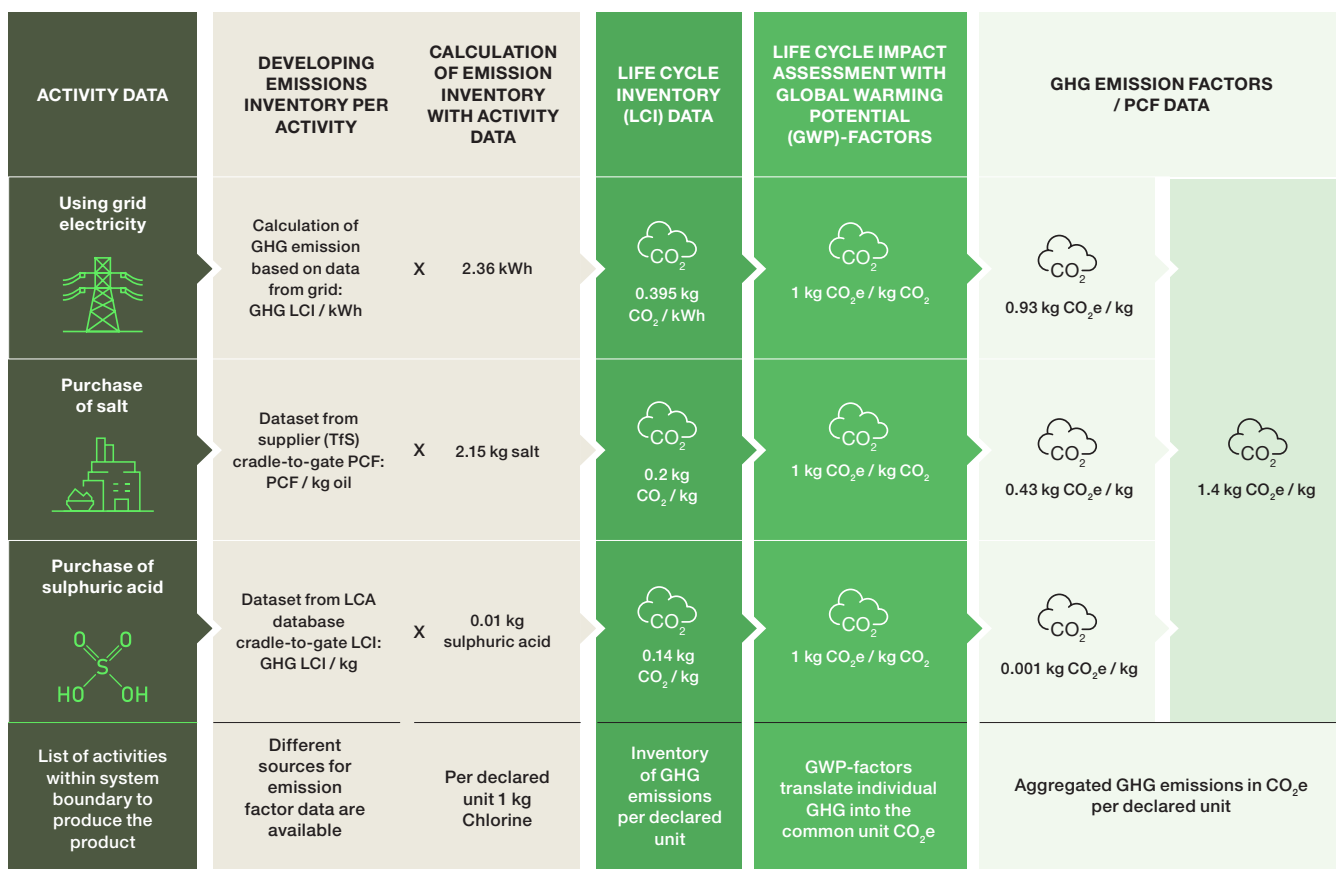 ACTIVITY DATA
DEVELOPING
EMISSIONS
INVENTORY PER
ACTIVITY
CALCULATION
OF EMISSION
INVENTORY
WITH ACTIVITY
DATA
LIFE CYCLE
INVENTORY
(LCI) DATA
LIFE CYCLE IMPACT
ASSESSMENT WITH
GLOBAL WARMING
POTENTIAL
(GWP)-FACTORS
GHG EMISSION FACTORS
/ PCF DATA
Using grid
electricity
Calculation of
GHG emission
based on data
from grid:
GHG LCI / kWh
X
2.36 kWh
CO₂
0.395 kg
CO₂ / kWh
CO₂
1 kg CO₂e / kg CO₂
CO₂
0.93 kg CO₂e / kg
Purchase
of salt
Dataset from
supplier (TfS)
cradle-to-gate PCF:
PCF / kg oil
X
2.15 kg salt
CO₂
0.2 kg
CO₂ / kg
CO₂
1 kg CO₂e / kg CO₂
CO₂
0.43 kg CO₂e / kg
CO₂
1.4 kg CO₂e / kg
Purchase of
sulphuric acid
O O
S
HO OH
Dataset from LCA
database
cradle-to-gate LCI:
GHG LCI / kg
X
0.01 kg
sulphuric acid
CO₂
0.14 kg
CO₂ / kg
CO₂
1 kg CO₂e / kg CO₂
CO₂
0.001 kg CO₂e / kg
List of activities
within system
boundary to
produce the
product
Different
sources for
emission
factor data are
available
Per declared
unit 1 kg
Chlorine
Inventory
of GHG
emissions
per declared
unit
GWP-factors
translate individual
GHG into the
common unit CO₂e
Aggregated GHG emissions in CO₂e
per declared unit